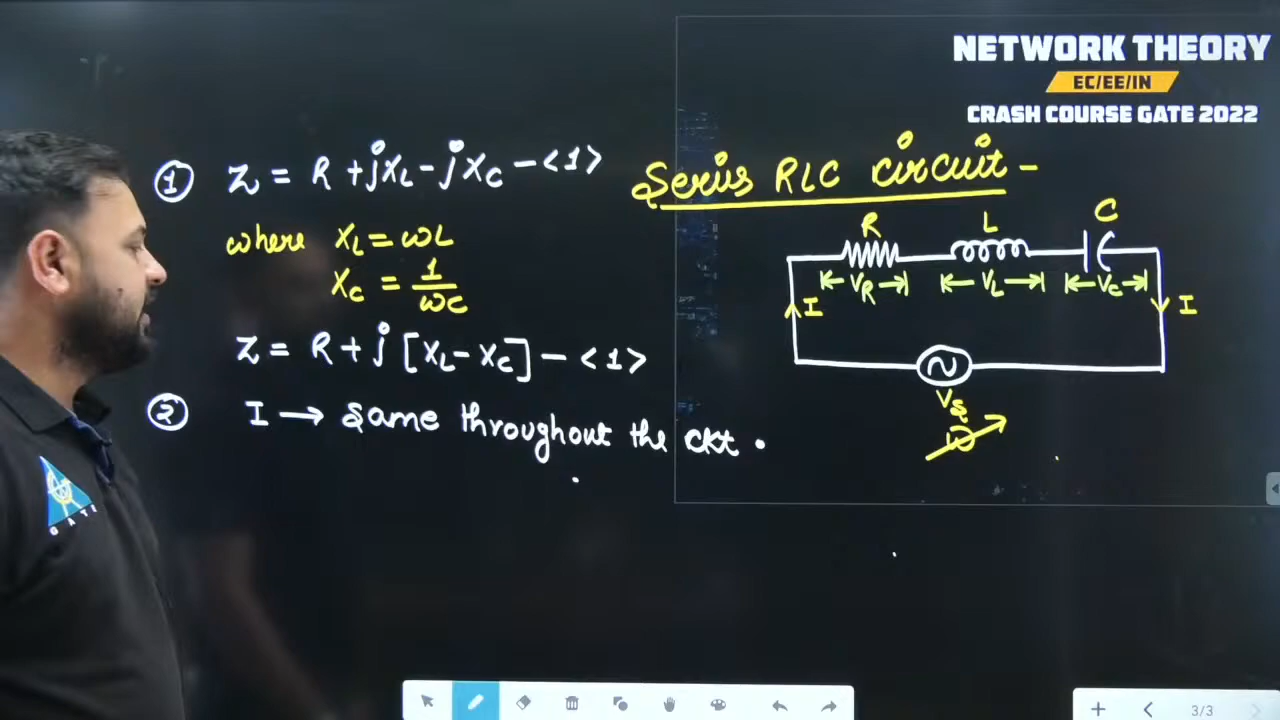 NETWORK THEORY
EC/EE/IN
CRASH COURSE GATE 2022
Series RLC circuit -
① Z = R + jXL - jXC - <1>
where XL = ωL
XC = 1/ωC
Z = R + j [XL - XC] - <1>
② I → same throughout the ckt.
R L C
VR VL VC
I I
VS
ω
GATE
3/3